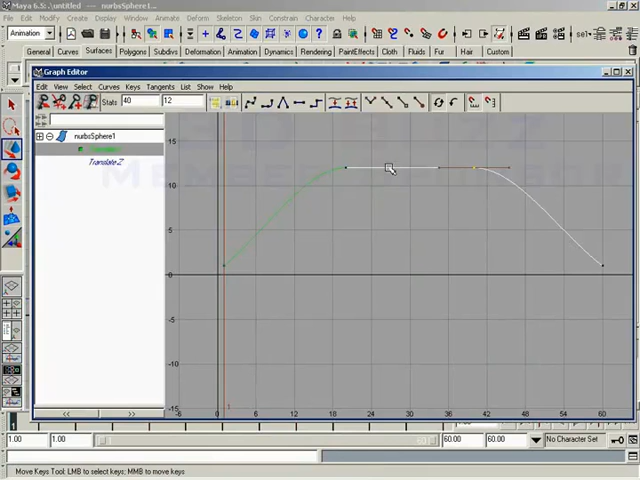 Maya 6.5: .\untitled --- nurbsSphere1...
Edit
Modify
Create
Display
Window
Animate
Deform
Skeleton
Skin
Constrain
Character
Help
Animation
sel
General
Curves
Surfaces
Polygons
Subdivs
Deformation
Animation
Dynamics
Rendering
PaintEffects
Cloth
Fluids
Fur
Hair
Custom
Graph Editor
Edit
View
Select
Curves
Keys
Tangents
List
Show
Help
Stats
40
12
nurbsSphere1
Translate Z
15
10
5
0
-5
-10
-15
-6
0
6
12
18
24
30
36
42
48
54
60
<<
>>
1.00
1.00
60.00
60.00
No Character Set
Move Keys Tool: LMB to select keys; MMB to move keys